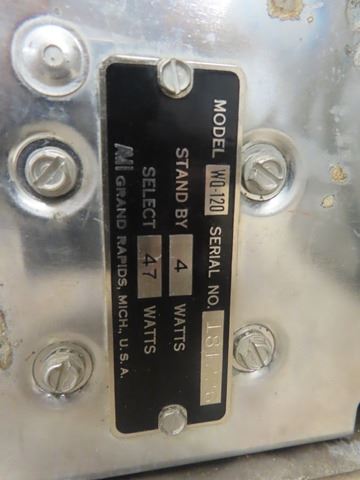 MODEL WQ-120 SERIAL NO.
STAND BY 4 WATTS
SELECT 47 WATTS
AMi GRAND RAPIDS, MICH., U. S. A.